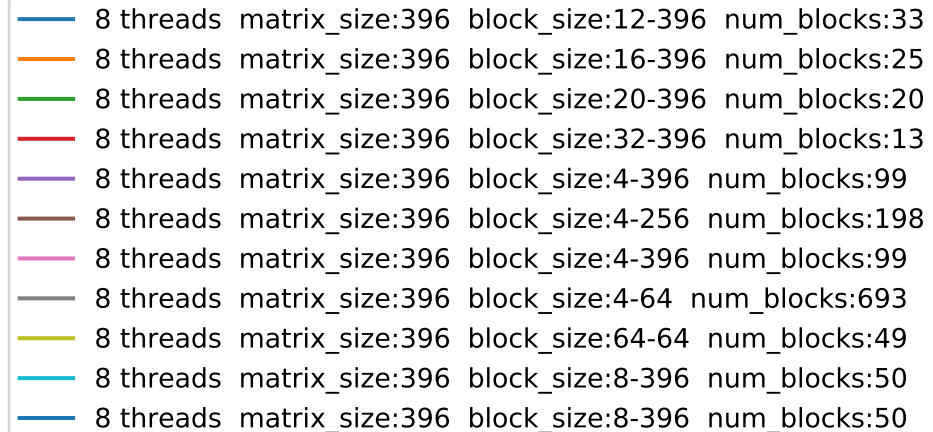 8 threads  matrix_size:396  block_size:12-396  num_blocks:33
8 threads  matrix_size:396  block_size:16-396  num_blocks:25
8 threads  matrix_size:396  block_size:20-396  num_blocks:20
8 threads  matrix_size:396  block_size:32-396  num_blocks:13
8 threads  matrix_size:396  block_size:4-396  num_blocks:99
8 threads  matrix_size:396  block_size:4-256  num_blocks:198
8 threads  matrix_size:396  block_size:4-396  num_blocks:99
8 threads  matrix_size:396  block_size:4-64  num_blocks:693
8 threads  matrix_size:396  block_size:64-64  num_blocks:49
8 threads  matrix_size:396  block_size:8-396  num_blocks:50
8 threads  matrix_size:396  block_size:8-396  num_blocks:50